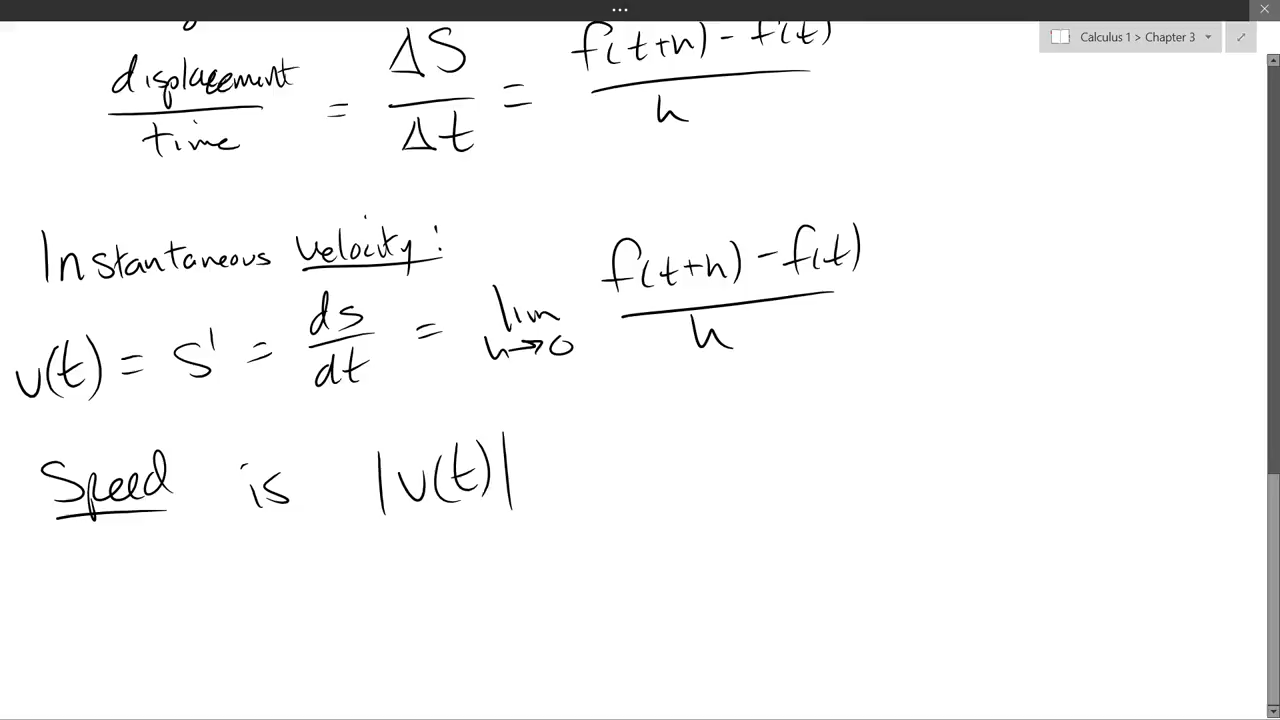 Calculus 1 > Chapter 3
displacement/time = ΔS/Δt = f(t+h) - f(t)/h
Instantaneous velocity:
v(t) = s' = ds/dt = lim h→0 f(t+h) - f(t)/h
Speed is |v(t)|